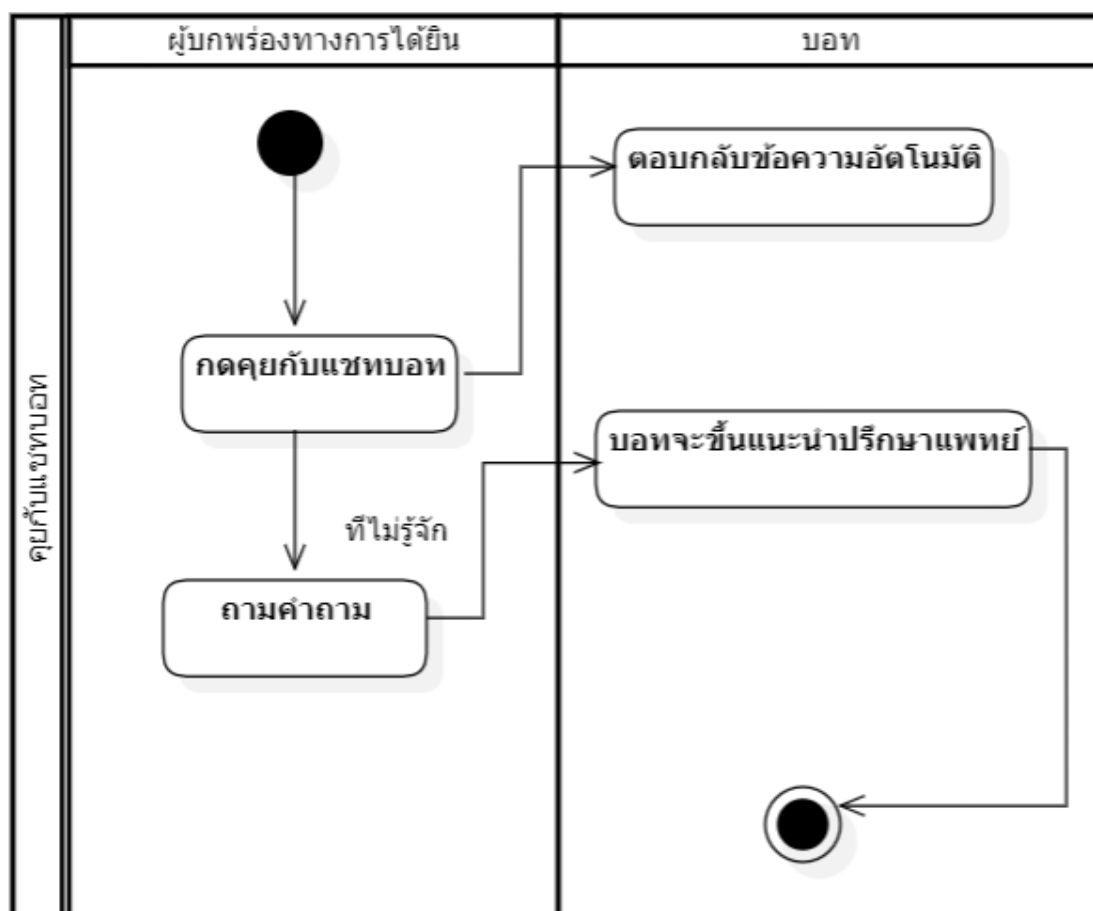 ผู้บกพร่องทางการได้ยิน
บอท
คุยกับแชทบอท
ตอบกลับข้อความอัตโนมัติ
กดคุยกับแชทบอท
บอทจะขึ้นแนะนำปรึกษาแพทย์
ที่ไม่รู้จัก
ถามคำถาม